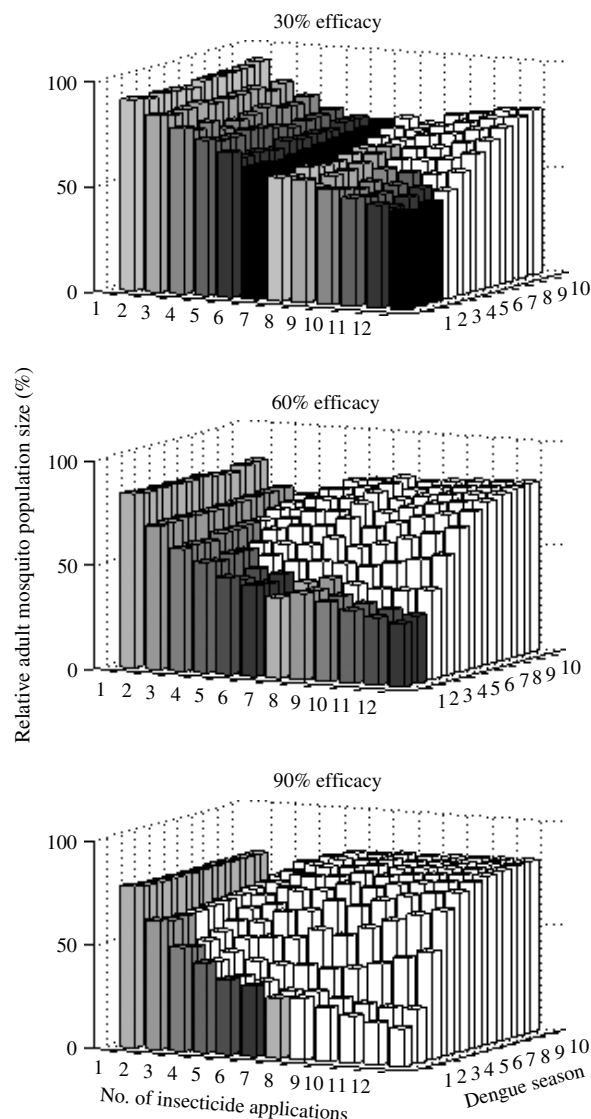 30% efficacy
100
50
0
1 2 3 4 5 6 7 8 9 10 11 12
1 2 3 4 5 6 7 8 9 10
Relative adult mosquito population size (%)
60% efficacy
100
50
0
1 2 3 4 5 6 7 8 9 10 11 12
1 2 3 4 5 6 7 8 9 10
90% efficacy
100
50
0
1 2 3 4 5 6 7 8 9 10 11 12
1 2 3 4 5 6 7 8 9 10
No. of insecticide applications
Dengue season